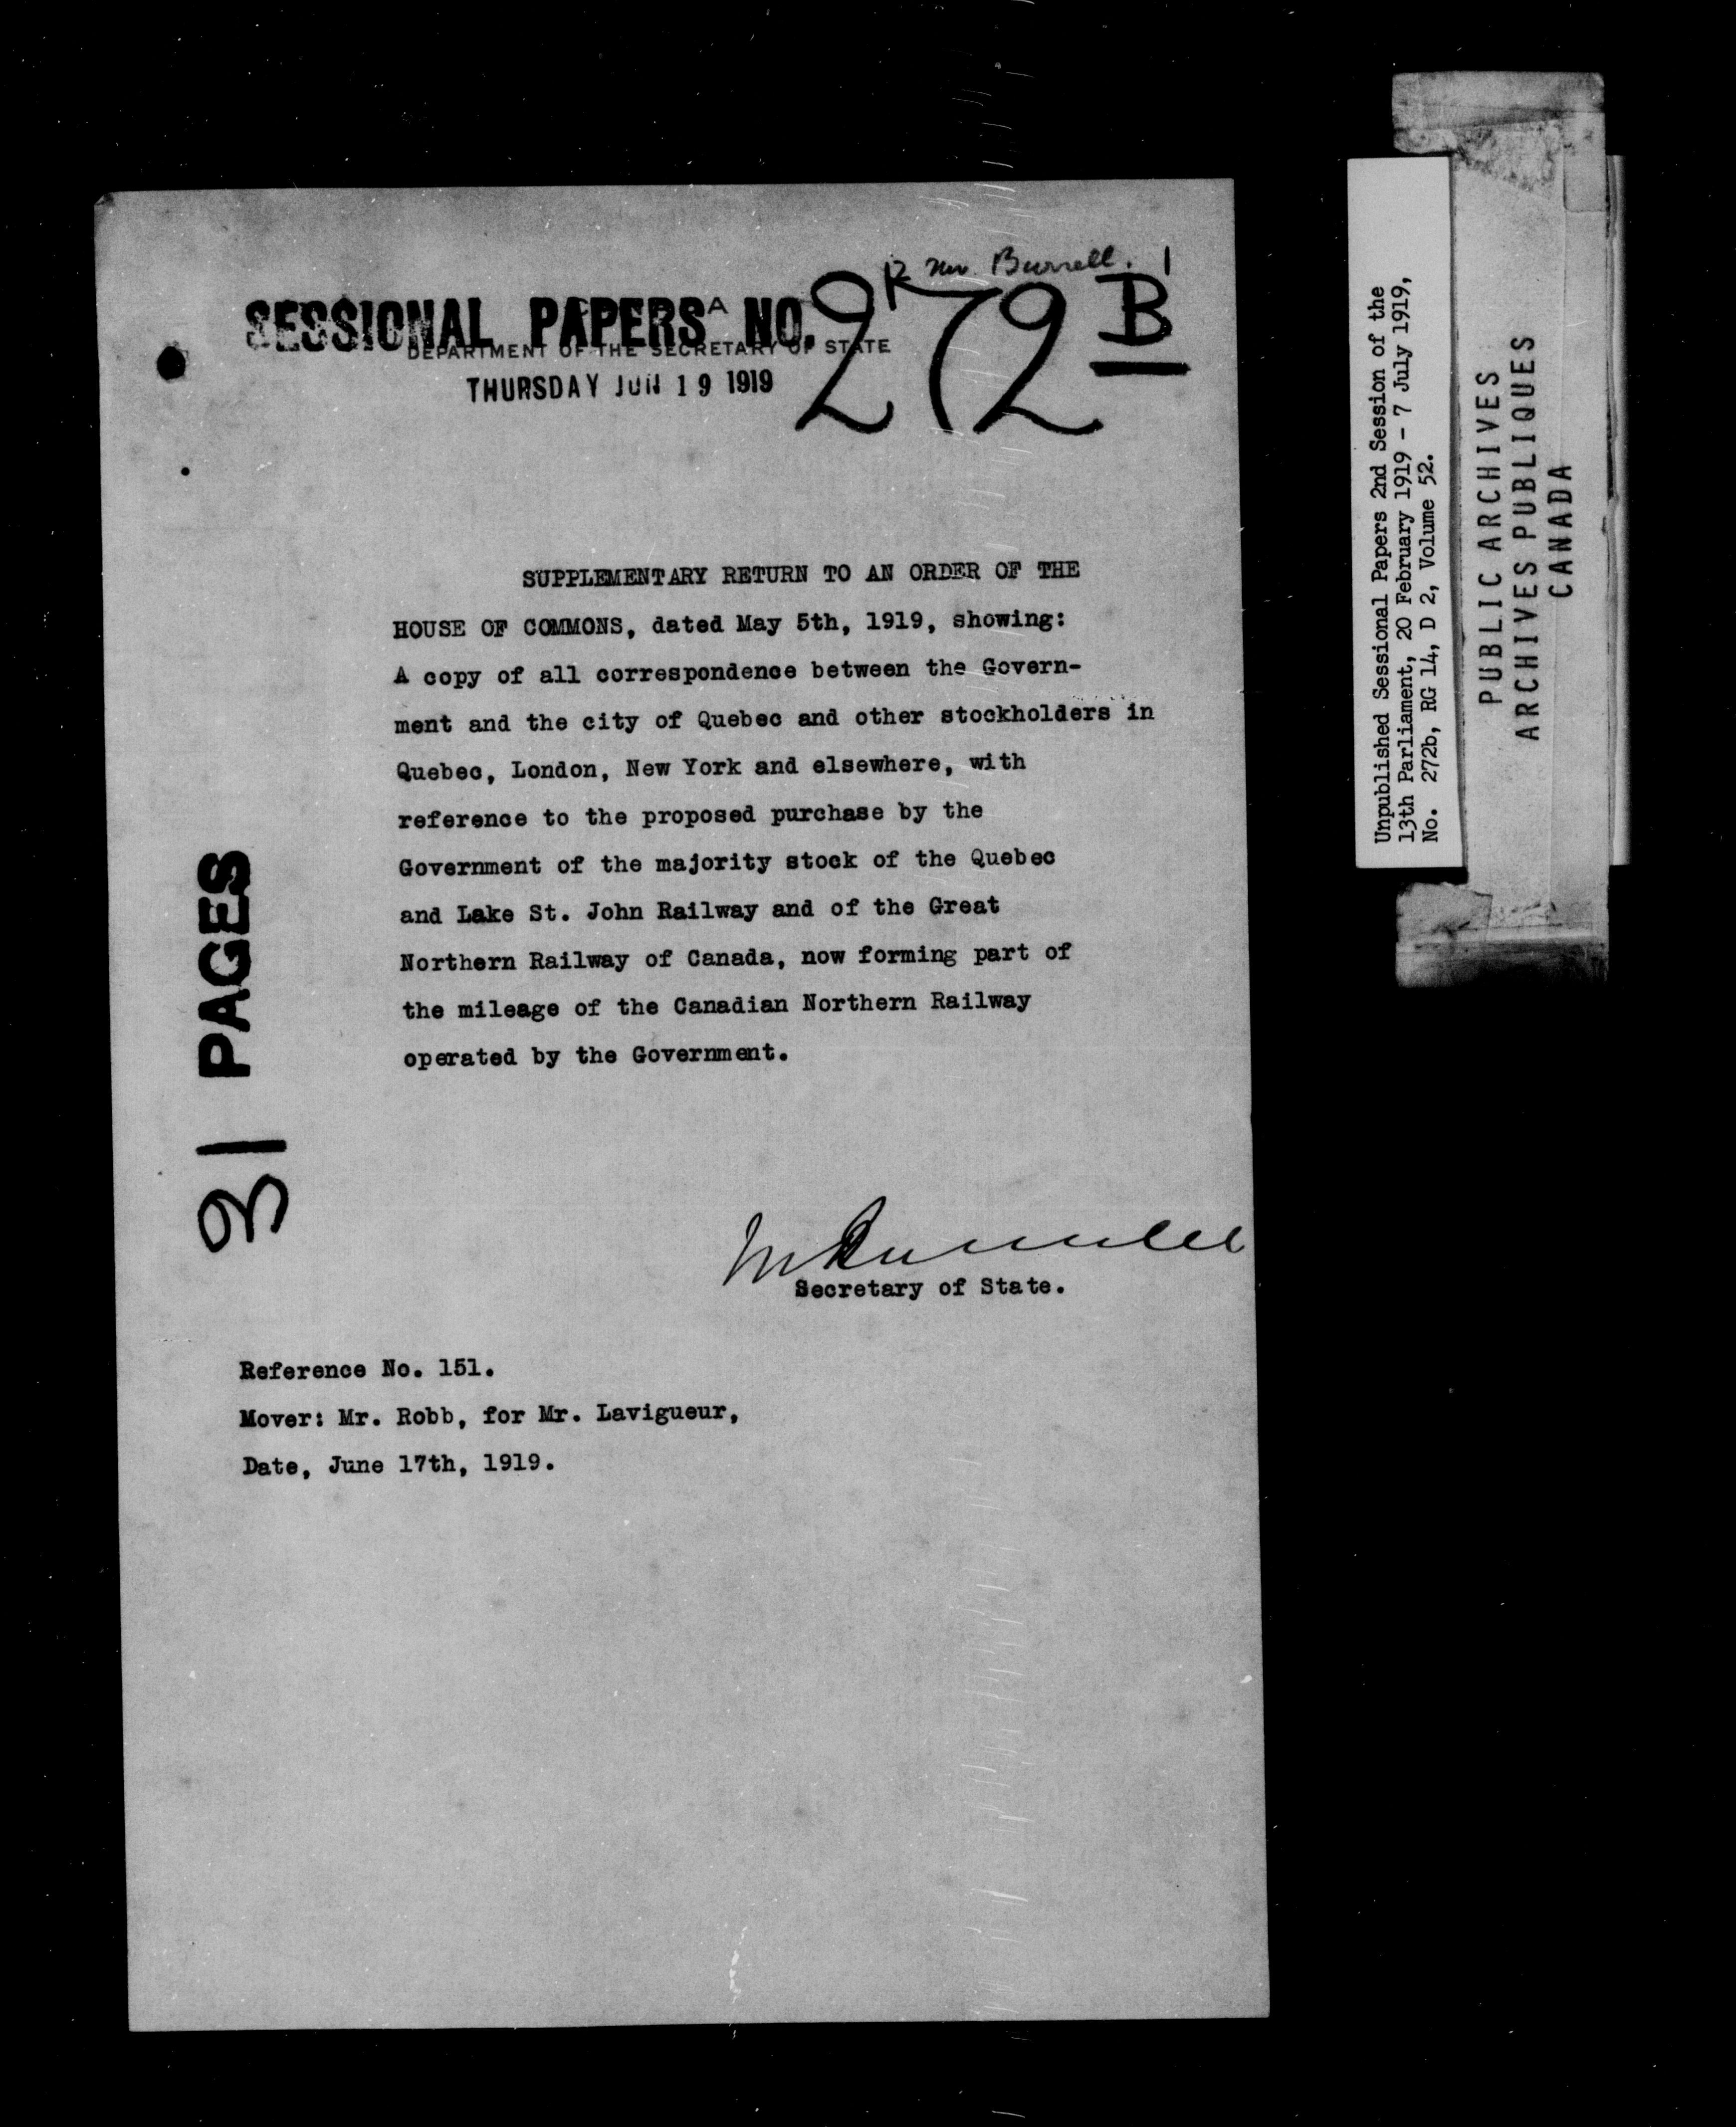 Mr. Burrell. 1
SESSIONAL PAPERS NO. 272 B
A
DEPARTMENT OF THE SECRETARY OF STATE
THURSDAY JUN 19 1919
SUPPLEMENTARY RETURN TO AN ORDER OF THE
HOUSE OF COMMONS, dated May 5th, 1919, showing:
A copy of all correspondence between the Govern-
ment and the city of Quebec and other stockholders in
Quebec, London, New York and elsewhere, with
reference to the proposed purchase by the
Government of the majority stock of the Quebec
and Lake St. John Railway and of the Great
Northern Railway of Canada, now forming part of
the mileage of the Canadian Northern Railway
operated by the Government.
31 PAGES
Secretary of State.
Reference No. 151.
Mover: Mr. Robb, for Mr. Lavigueur,
Date, June 17th, 1919.
Unpublished Sessional Papers 2nd Session of the
13th Parliament, 20 February 1919 - 7 July 1919,
No. 272b, RG 14, D 2, Volume 52.
PUBLIC ARCHIVES
ARCHIVES PUBLIQUES
CANADA